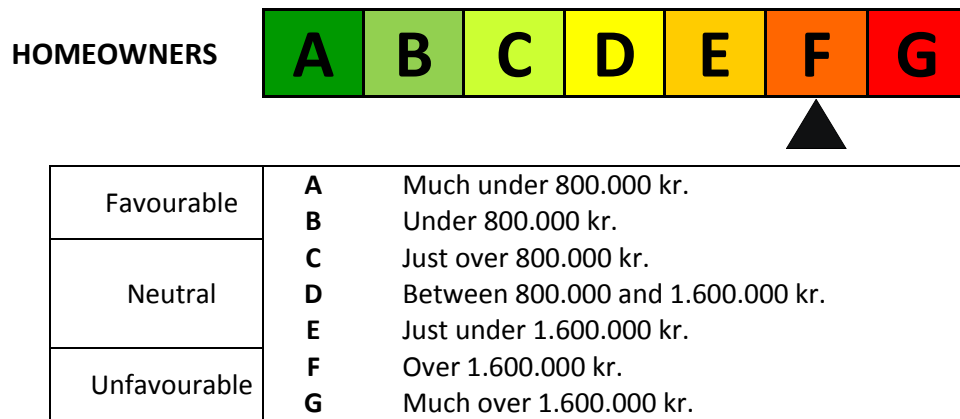 HOMEOWNERS A B C D E F G
Favourable
A Much under 800.000 kr.
B Under 800.000 kr.
Neutral
C Just over 800.000 kr.
D Between 800.000 and 1.600.000 kr.
E Just under 1.600.000 kr.
Unfavourable
F Over 1.600.000 kr.
G Much over 1.600.000 kr.